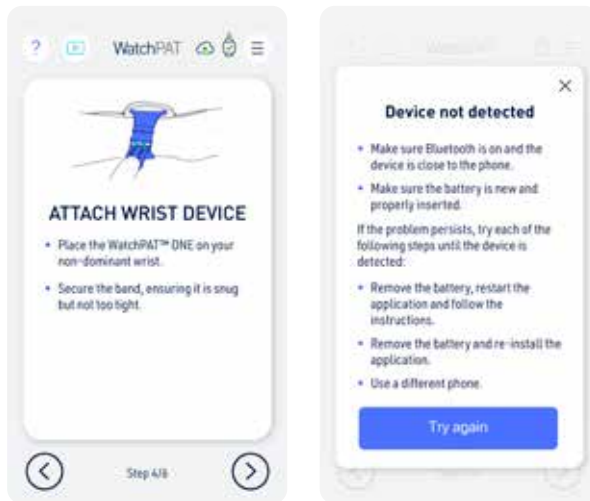 ?
WatchPAT
ATTACH WRIST DEVICE
• Place the WatchPAT™ ONE on your
non-dominant wrist.
• Secure the band, ensuring it is snug
but not too tight.
Step 4/6
Device not detected
• Make sure Bluetooth is on and the
device is close to the phone.
• Make sure the battery is new and
properly inserted.
If the problem persists, try each of the
following steps until the device is
detected:
• Remove the battery, restart the
application and follow the
instructions.
• Remove the battery and re-install the
application.
• Use a different phone.
Try again